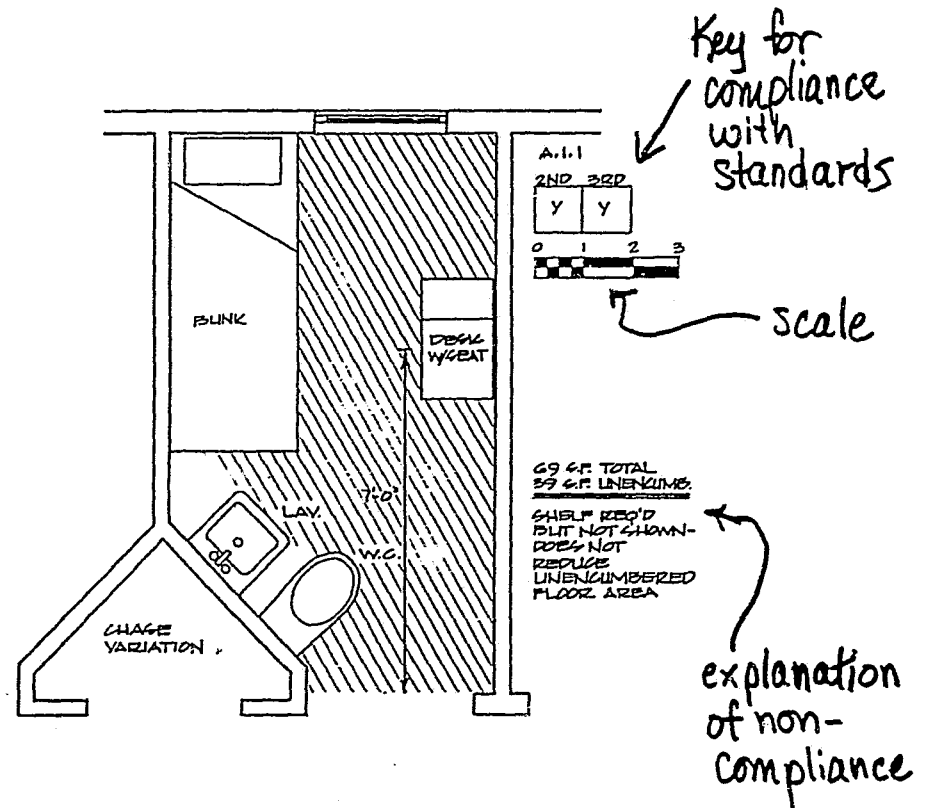 Key for
compliance
with
standards
A.1.1
2ND 3RD
Y Y
0 1 2 3
scale
BUNK
DESK
W/SEAT
69 S.F. TOTAL
39 S.F. UNENCUMB.
SHELF REQ'D
BUT NOT SHOWN-
DOES NOT
REDUCE
UNENCUMBERED
FLOOR AREA
7'-0"
LAV.
W.C.
CHASE
VARIATION
explanation
of non-
compliance